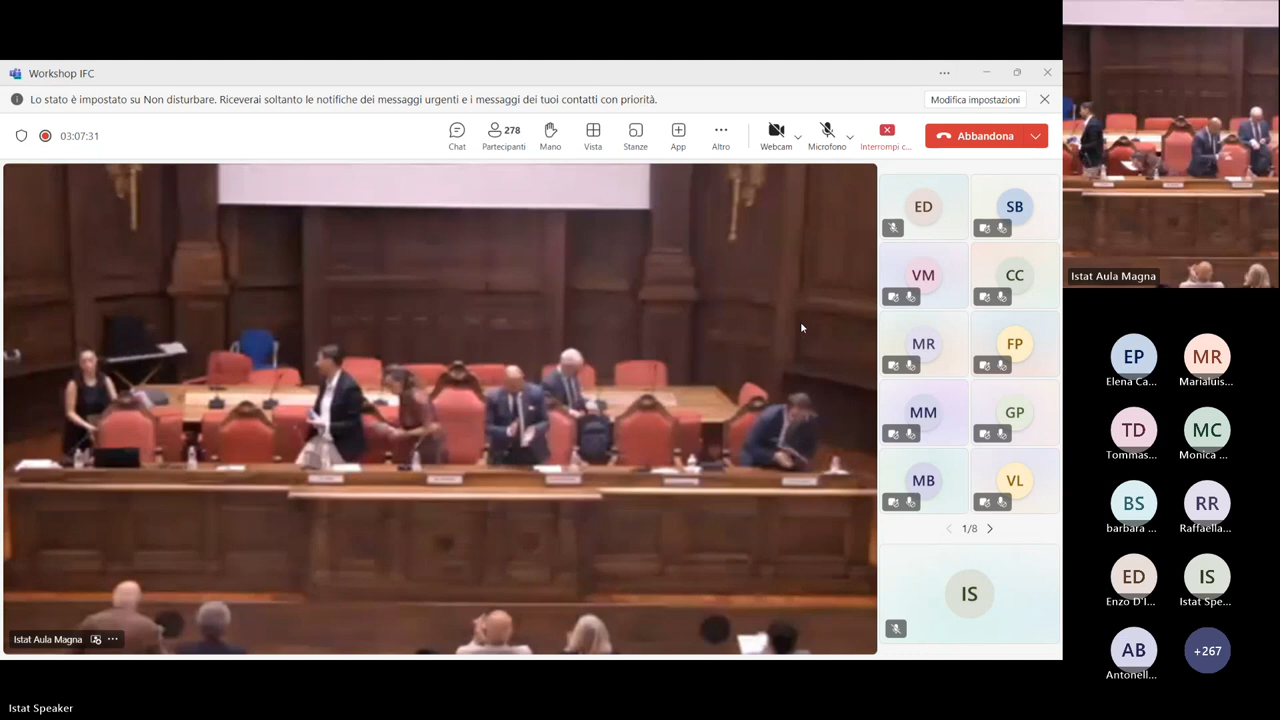 Workshop IFC
Lo stato è impostato su Non disturbare. Riceverai soltanto le notifiche dei messaggi urgenti e i messaggi dei tuoi contatti con priorità.
Modifica impostazioni
03:07:31
278
Chat
Partecipanti
Mano
Vista
Stanze
App
Altro
Webcam
Microfono
Interrompi c...
Abbandona
ED
SB
VM
CC
MR
FP
MM
GP
MB
VL
1/8
IS
Istat Aula Magna
Istat Aula Magna
EP
MR
Elena Ca...
Marialuis...
TD
MC
Tommas...
Monica ...
BS
RR
barbara ...
Raffaella...
ED
IS
Enzo D'I...
Istat Spe...
AB
+267
Antonell...
Istat Speaker